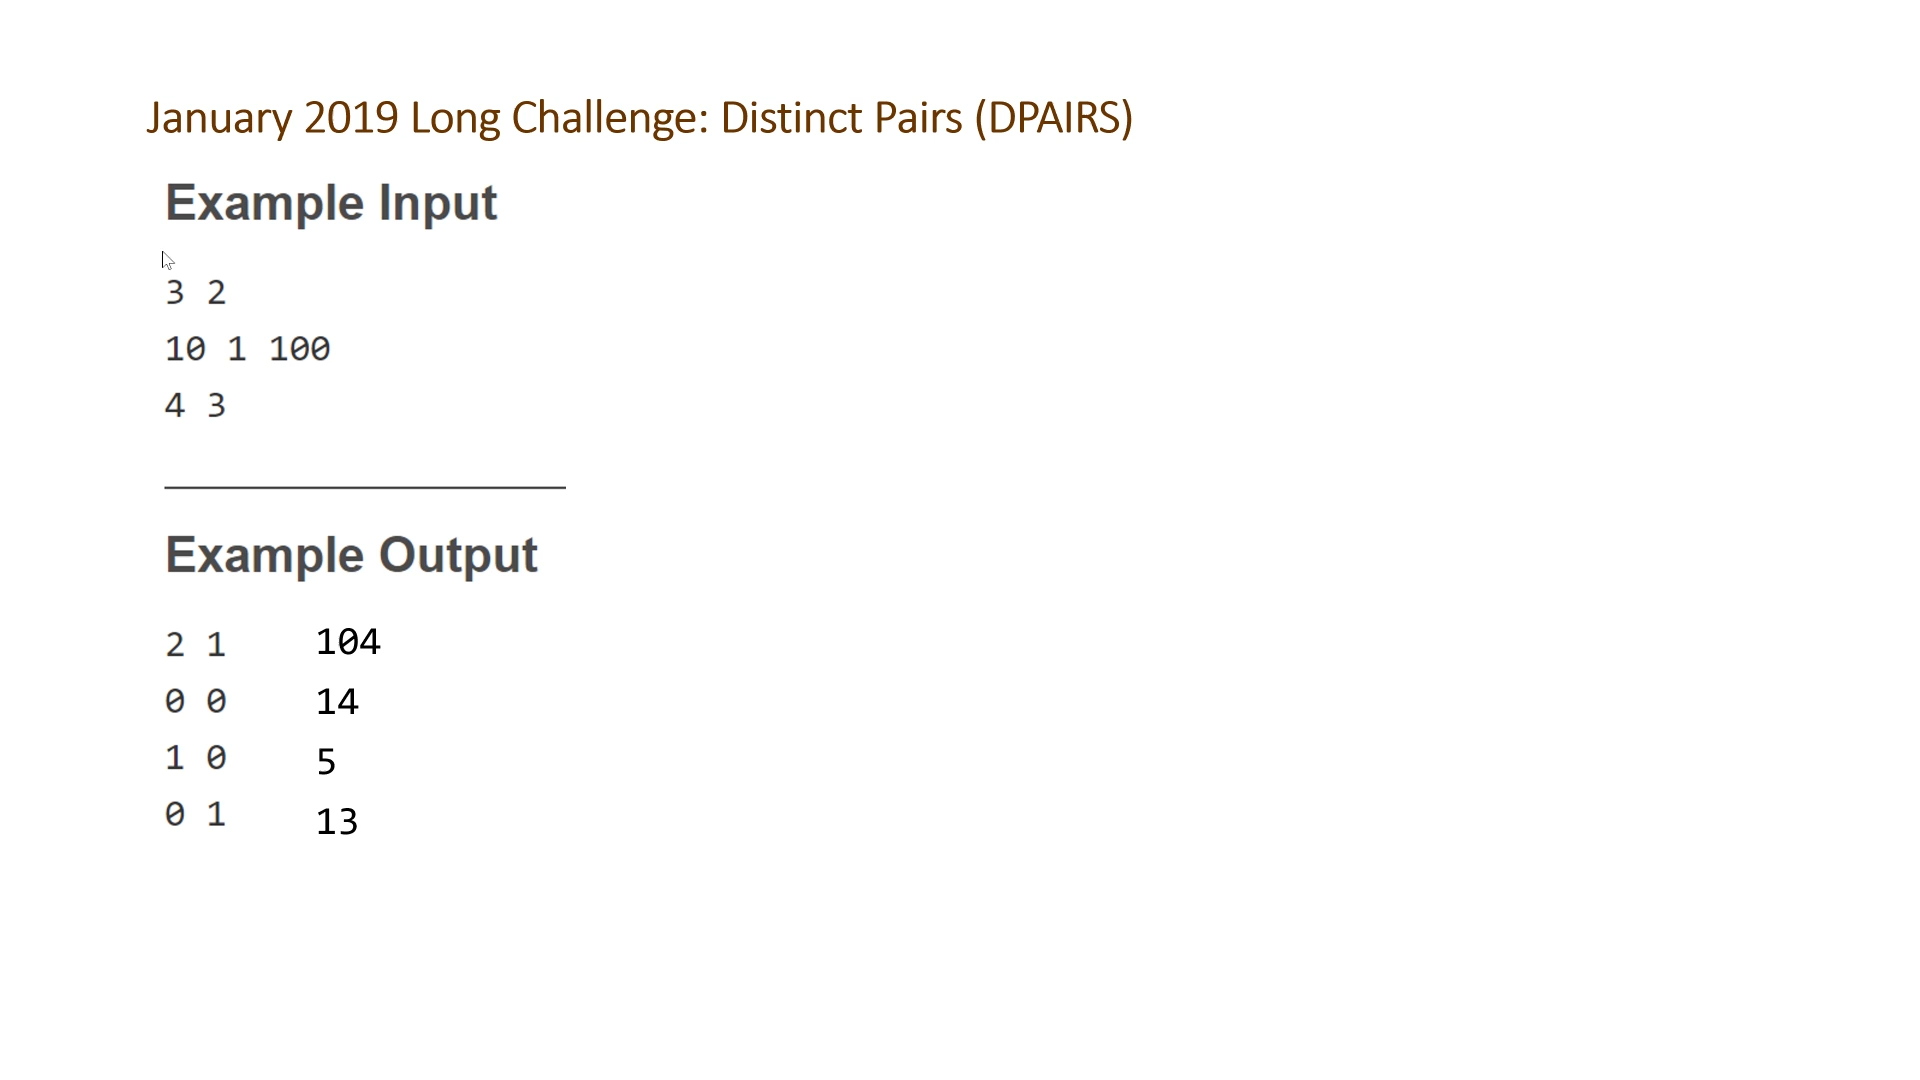 January 2019 Long Challenge: Distinct Pairs (DPAIRS)
Example Input
3 2
10 1 100
4 3
Example Output
2 1 104
0 0 14
1 0 5
0 1 13